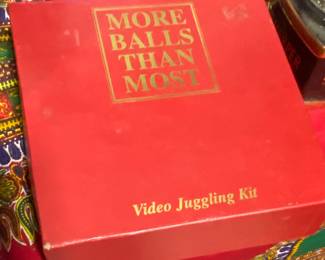 MORE
BALLS
THAN
MOST
Video Juggling Kit